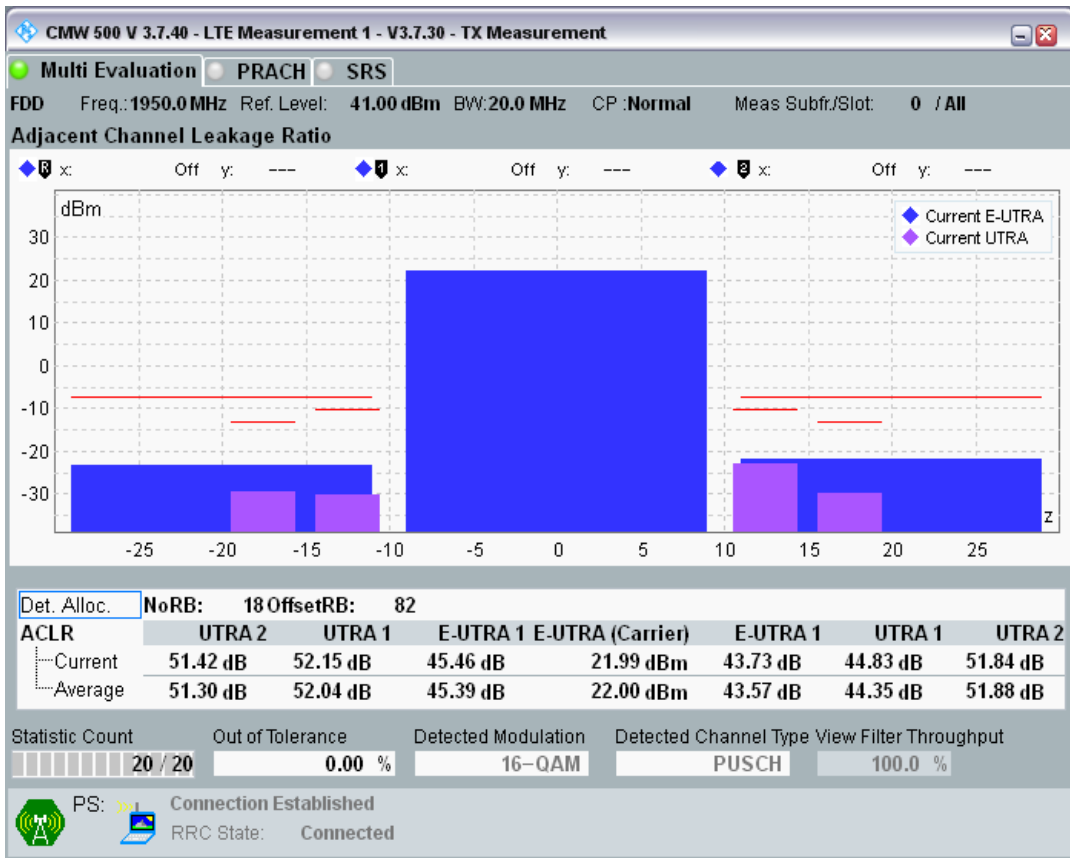 CMW 500 V 3.7.40 - LTE Measurement 1 - V3.7.30 - TX Measurement
Multi Evaluation PRACH SRS
FDD Freq.:1950.0 MHz Ref. Level: 41.00 dBm BW:20.0 MHz CP :Normal Meas Subfr./Slot: 0 / All
Adjacent Channel Leakage Ratio
R x: Off y: --- 1 x: Off y: --- 2 x: Off y: ---
dBm
Current E-UTRA
Current UTRA
30
20
10
0
-10
-20
-30
z
-25 -20 -15 -10 -5 0 5 10 15 20 25
Det. Alloc. NoRB: 18 OffsetRB: 82
ACLR UTRA 2 UTRA 1 E-UTRA 1 E-UTRA (Carrier) E-UTRA 1 UTRA 1 UTRA 2
Current 51.42 dB 52.15 dB 45.46 dB 21.99 dBm 43.73 dB 44.83 dB 51.84 dB
Average 51.30 dB 52.04 dB 45.39 dB 22.00 dBm 43.57 dB 44.35 dB 51.88 dB
Statistic Count Out of Tolerance Detected Modulation Detected Channel Type View Filter Throughput
20 / 20 0.00 % 16-QAM PUSCH 100.0 %
PS: Connection Established
RRC State: Connected